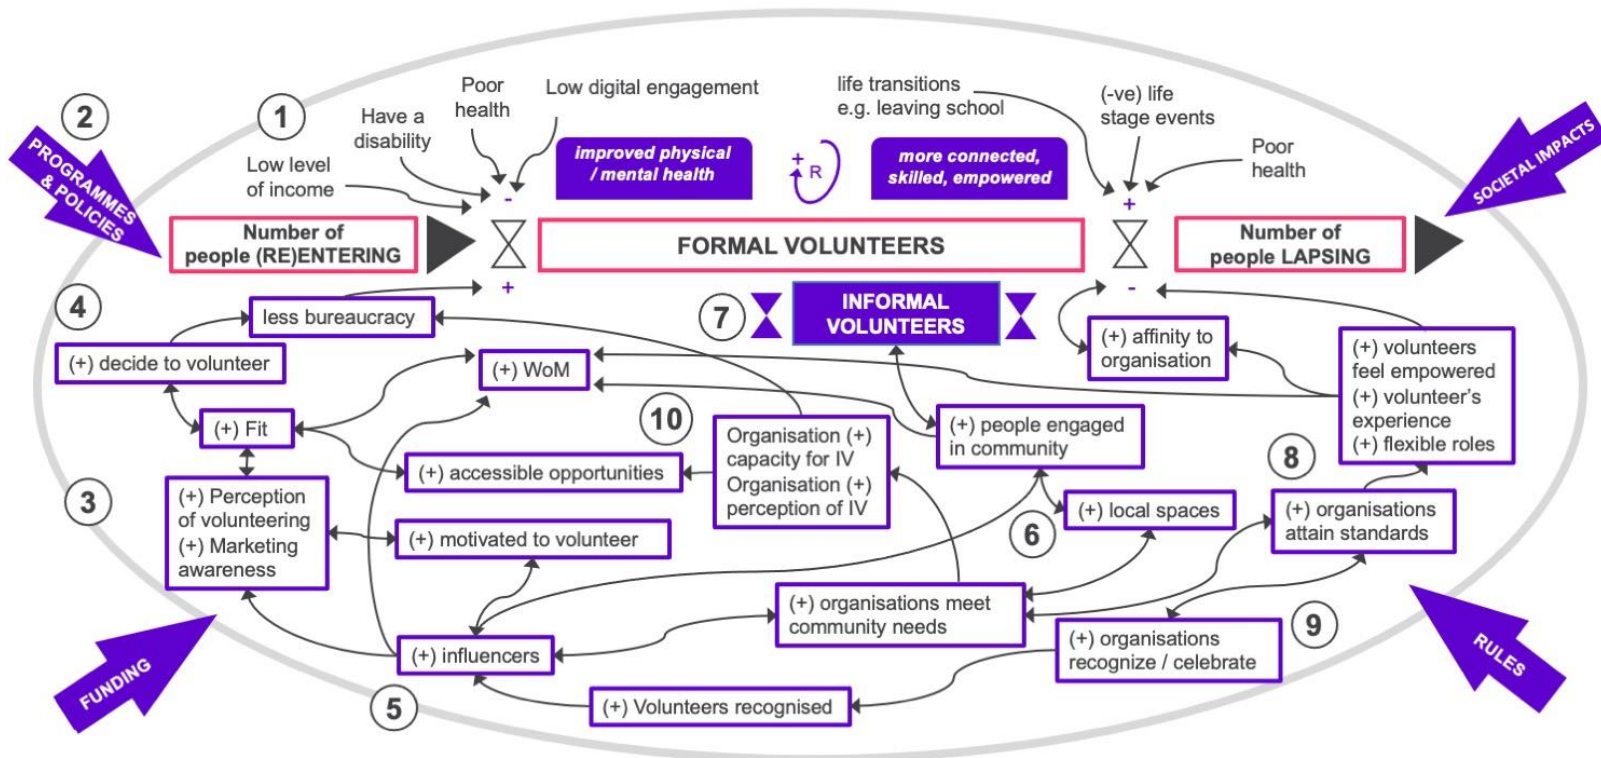 1
2
PROGRAMMES
& POLICIES
Low level
of income
Have a
disability
Poor
health
Low digital engagement
-
improved physical
/ mental health
+
R
more connected,
skilled, empowered
life transitions
e.g. leaving school
(-ve) life
stage events
Poor
health
+
SOCIETAL IMPACTS
Number of
people (RE)ENTERING
FORMAL VOLUNTEERS
Number of
people LAPSING
+
-
4
less bureaucracy
7
INFORMAL
VOLUNTEERS
(+) affinity to
organisation
(+) volunteers
feel empowered
(+) volunteer’s
experience
(+) flexible roles
(+) decide to volunteer
(+) WoM
(+) Fit
10
Organisation (+)
capacity for IV
Organisation (+)
perception of IV
(+) people engaged
in community
8
(+) accessible opportunities
3
(+) Perception
of volunteering
(+) Marketing
awareness
(+) motivated to volunteer
6
(+) local spaces
(+) organisations
attain standards
(+) organisations meet
community needs
9
(+) organisations
recognize / celebrate
RULES
FUNDING
(+) influencers
5
(+) Volunteers recognised